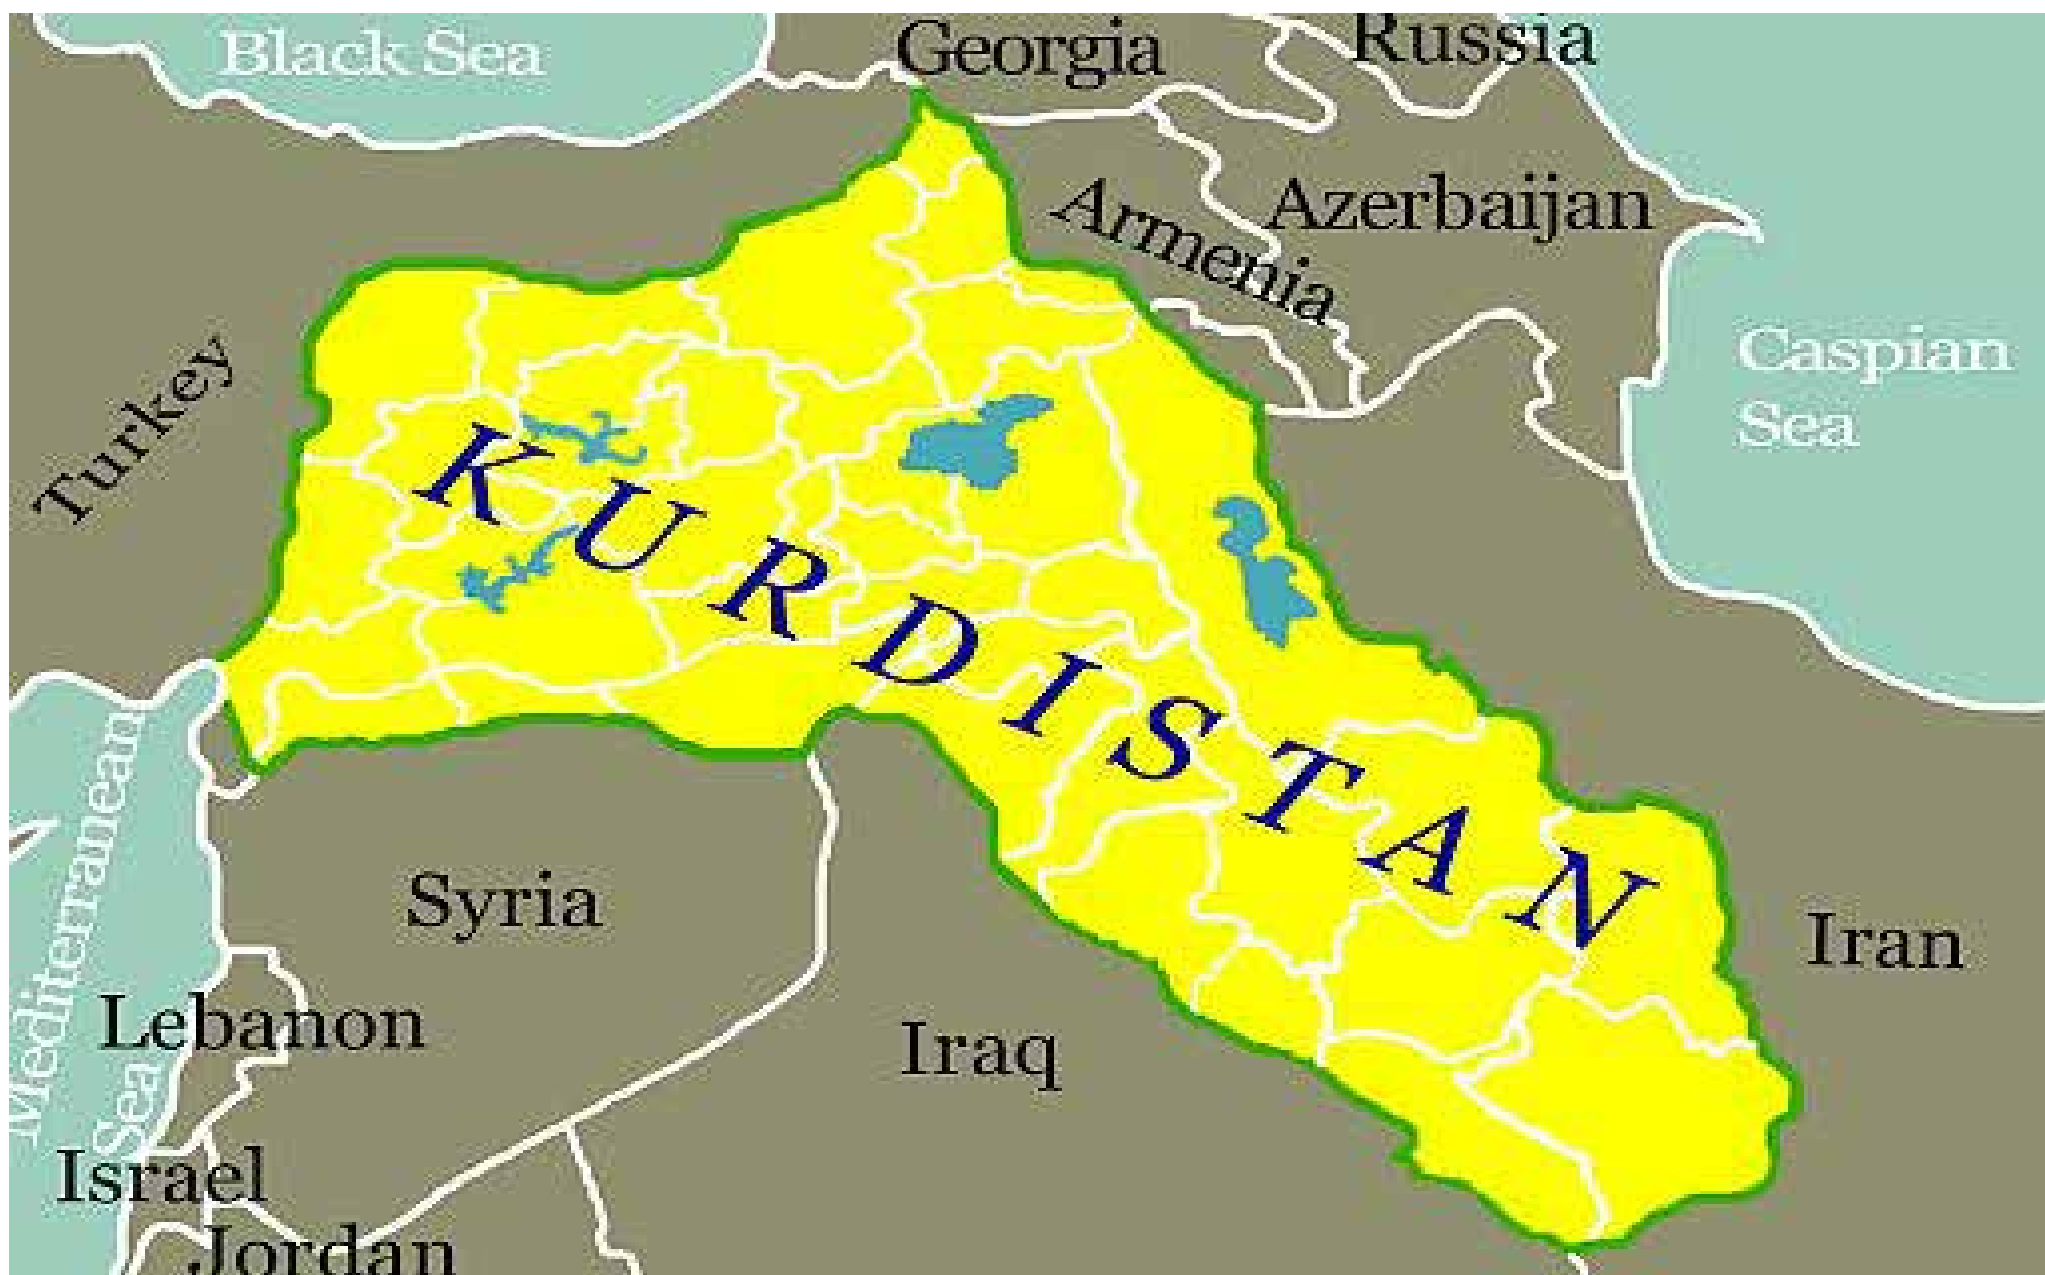 Black Sea
Georgia
Russia
Armenia
Azerbaijan
Turkey
Caspian
Sea
KURDISTAN
Mediterranean
Sea
Syria
Iran
Lebanon
Iraq
Israel
Jordan